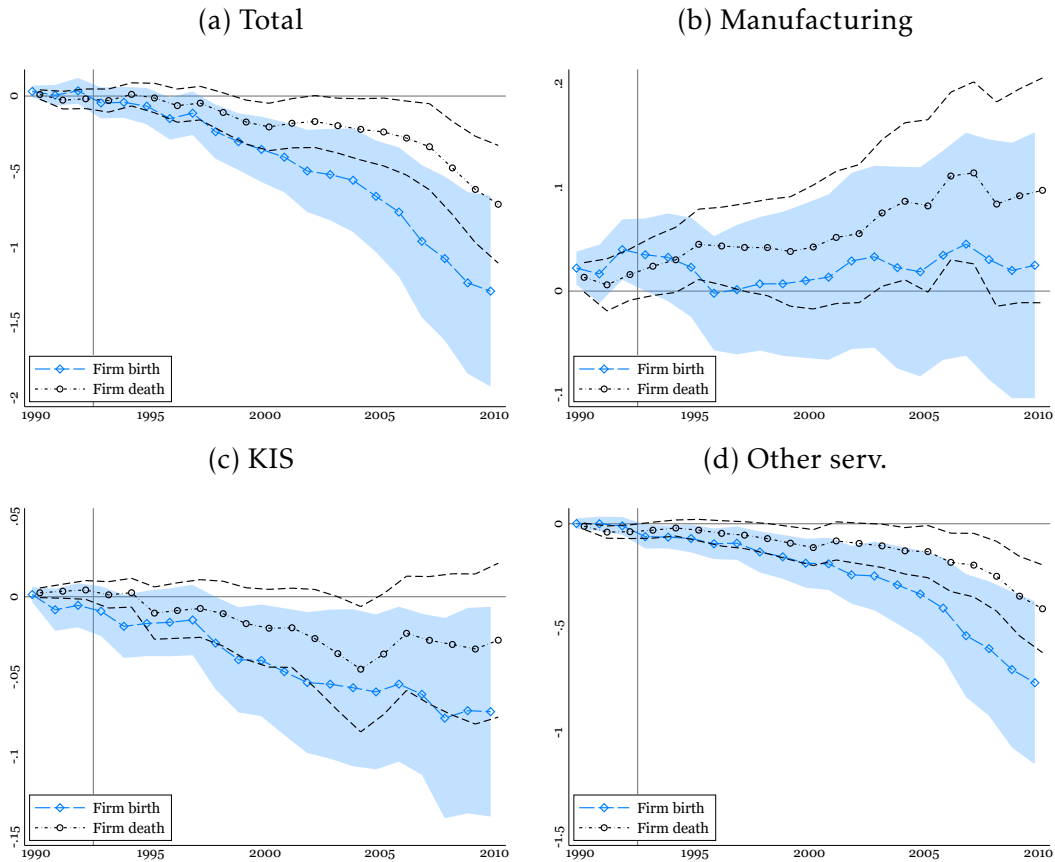 (a) Total
0
-.5
-1
-1.5
-2
Firm birth
Firm death
1990 1995 2000 2005 2010
(b) Manufacturing
.2
.1
0
-.1
Firm birth
Firm death
1990 1995 2000 2005 2010
(c) KIS
.05
0
-.05
-.1
-.15
Firm birth
Firm death
1990 1995 2000 2005 2010
(d) Other serv.
0
-.5
-1
-1.5
Firm birth
Firm death
1990 1995 2000 2005 2010